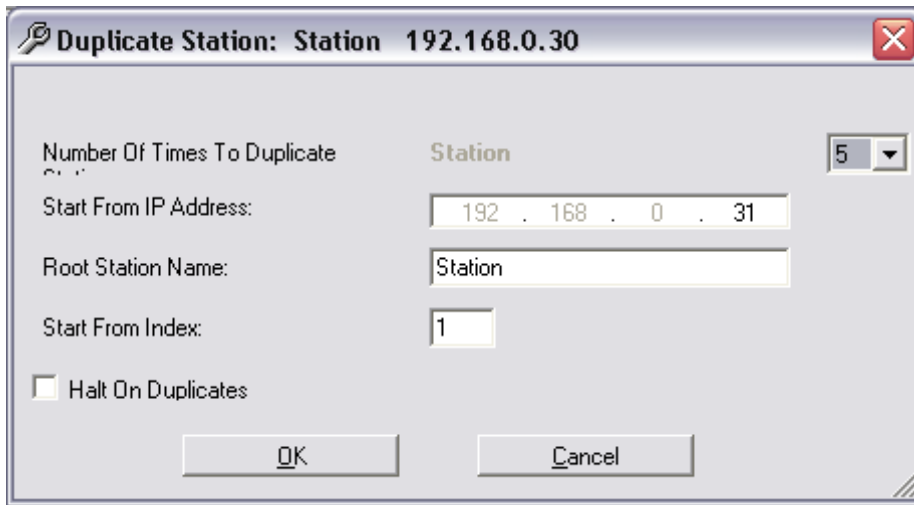 Duplicate Station:  Station   192.168.0.30
Number Of Times To Duplicate Station 5
Start From IP Address: 192 . 168 . 0 . 31
Root Station Name: Station
Start From Index: 1
Halt On Duplicates
OK Cancel